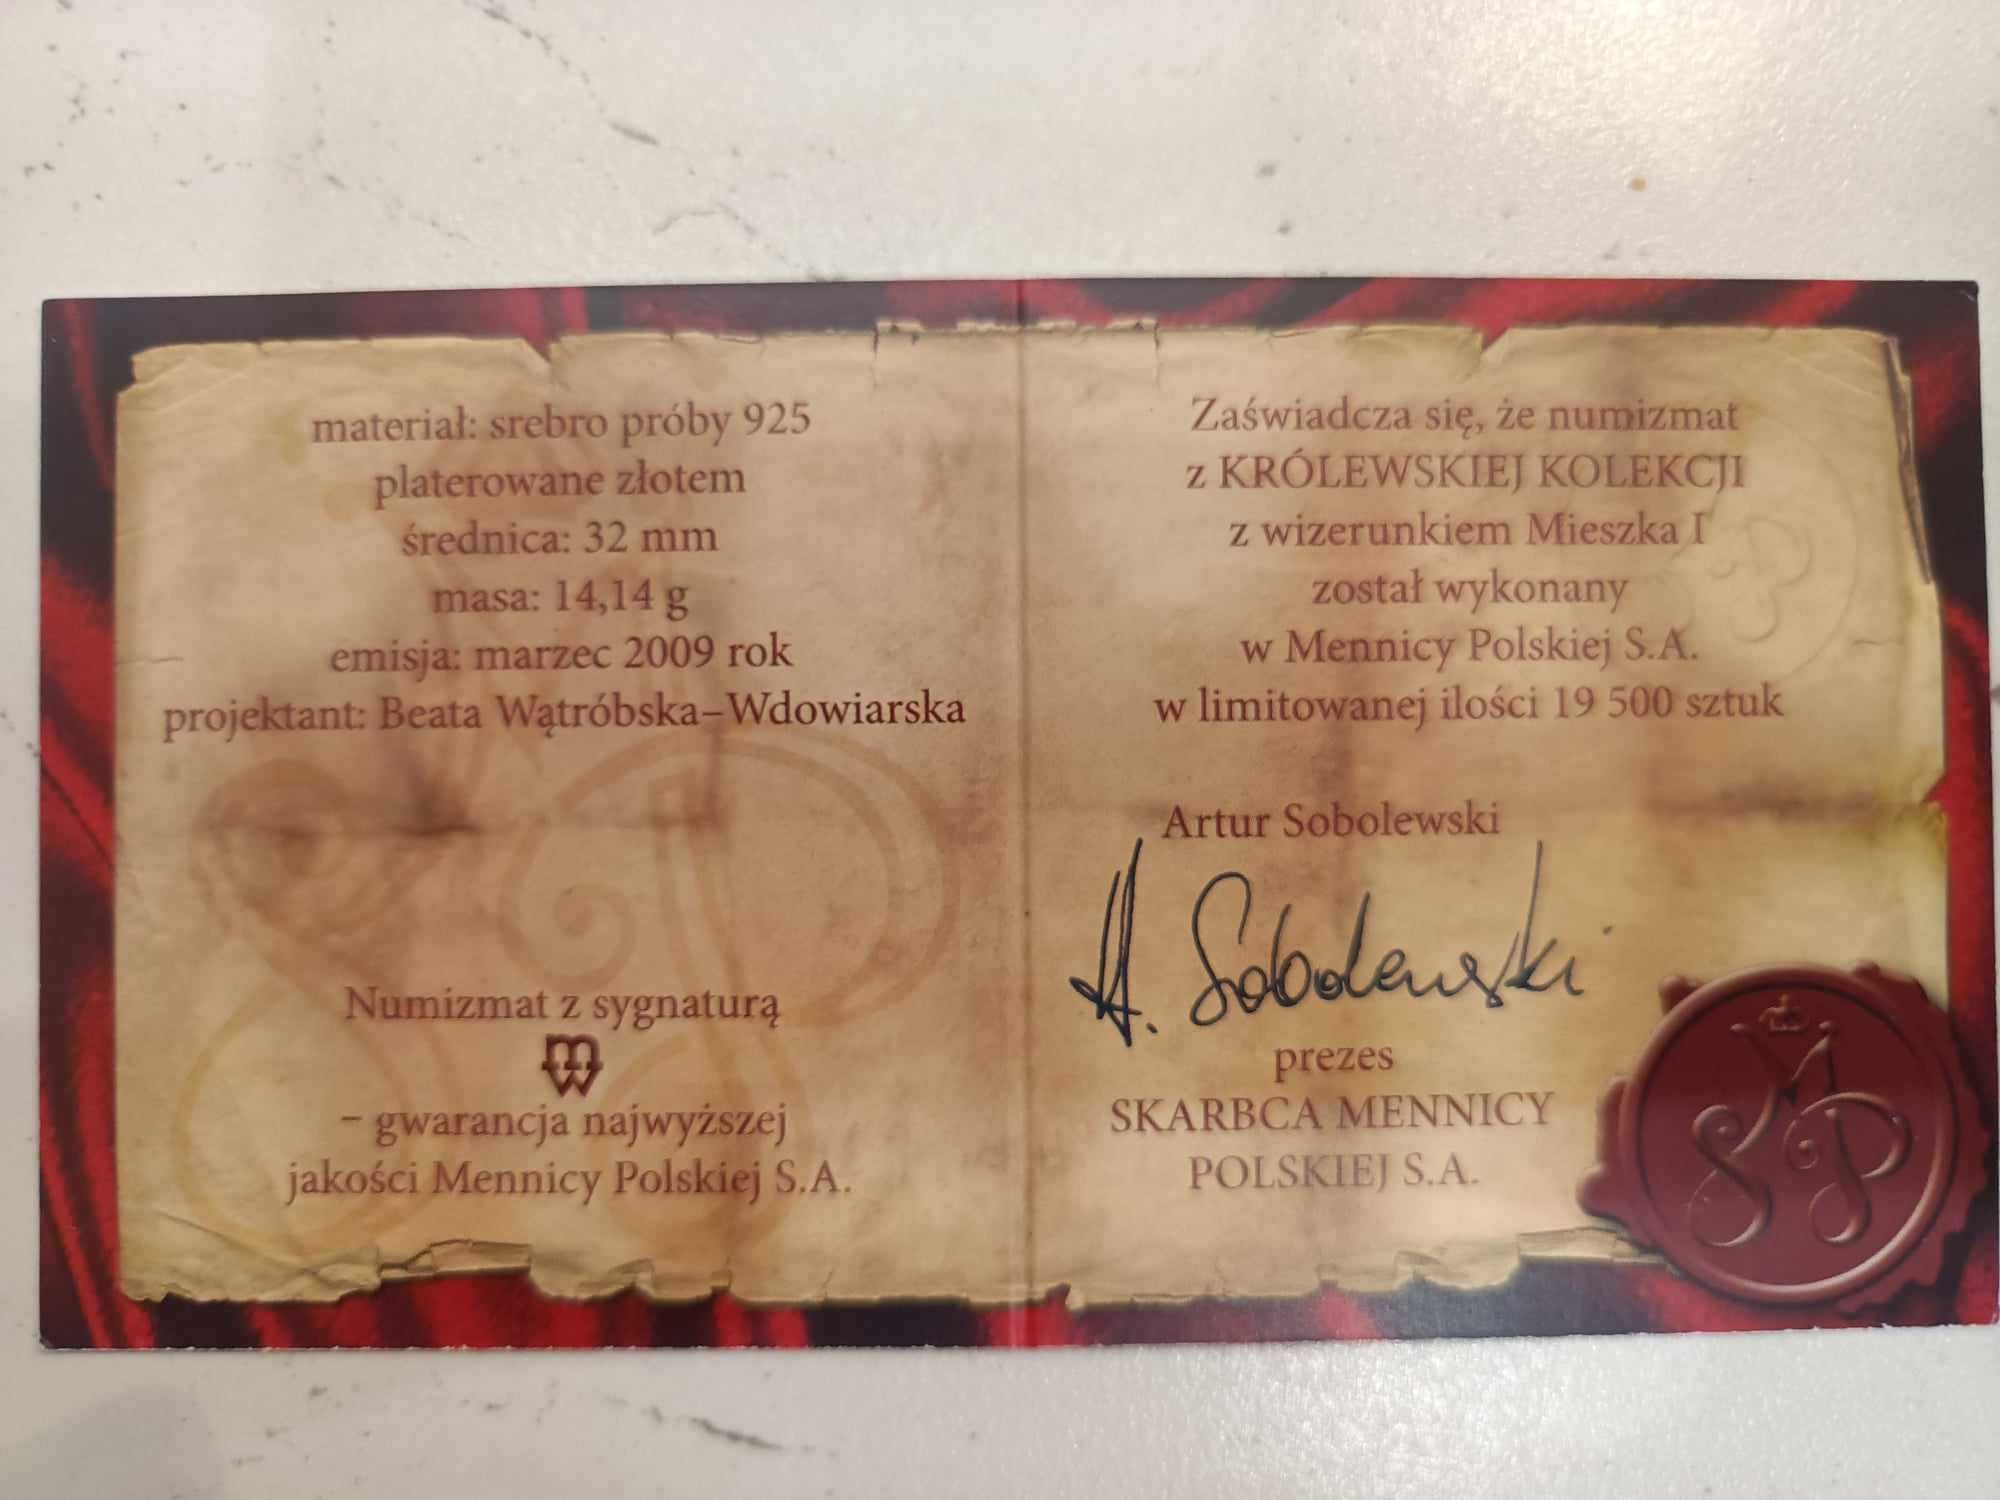 materiał: srebro próby 925
platerowane złotem
średnica: 32 mm
masa: 14,14 g
emisja: marzec 2009 rok
projektant: Beata Wątróbska–Wdowiarska
Numizmat z sygnaturą
MW
– gwarancja najwyższej
jakości Mennicy Polskiej S.A.
Zaświadcza się, że numizmat
z KRÓLEWSKIEJ KOLEKCJI
z wizerunkiem Mieszka I
został wykonany
w Mennicy Polskiej S.A.
w limitowanej ilości 19 500 sztuk
Artur Sobolewski
A. Sobolewski
prezes
SKARBCA MENNICY
POLSKIEJ S.A.
SMP